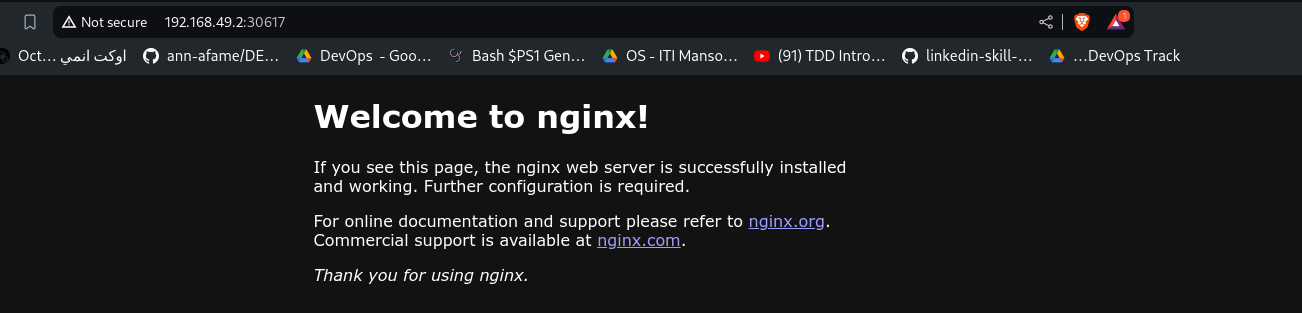 Not secure 192.168.49.2:30617 1
Oct... اوكت انمي ann-afame/DE... DevOps - Goo... Bash $PS1 Gen... OS - ITI Manso... (91) TDD Intro... linkedin-skill-... ...DevOps Track
Welcome to nginx!
If you see this page, the nginx web server is successfully installed
and working. Further configuration is required.
For online documentation and support please refer to nginx.org.
Commercial support is available at nginx.com.
Thank you for using nginx.